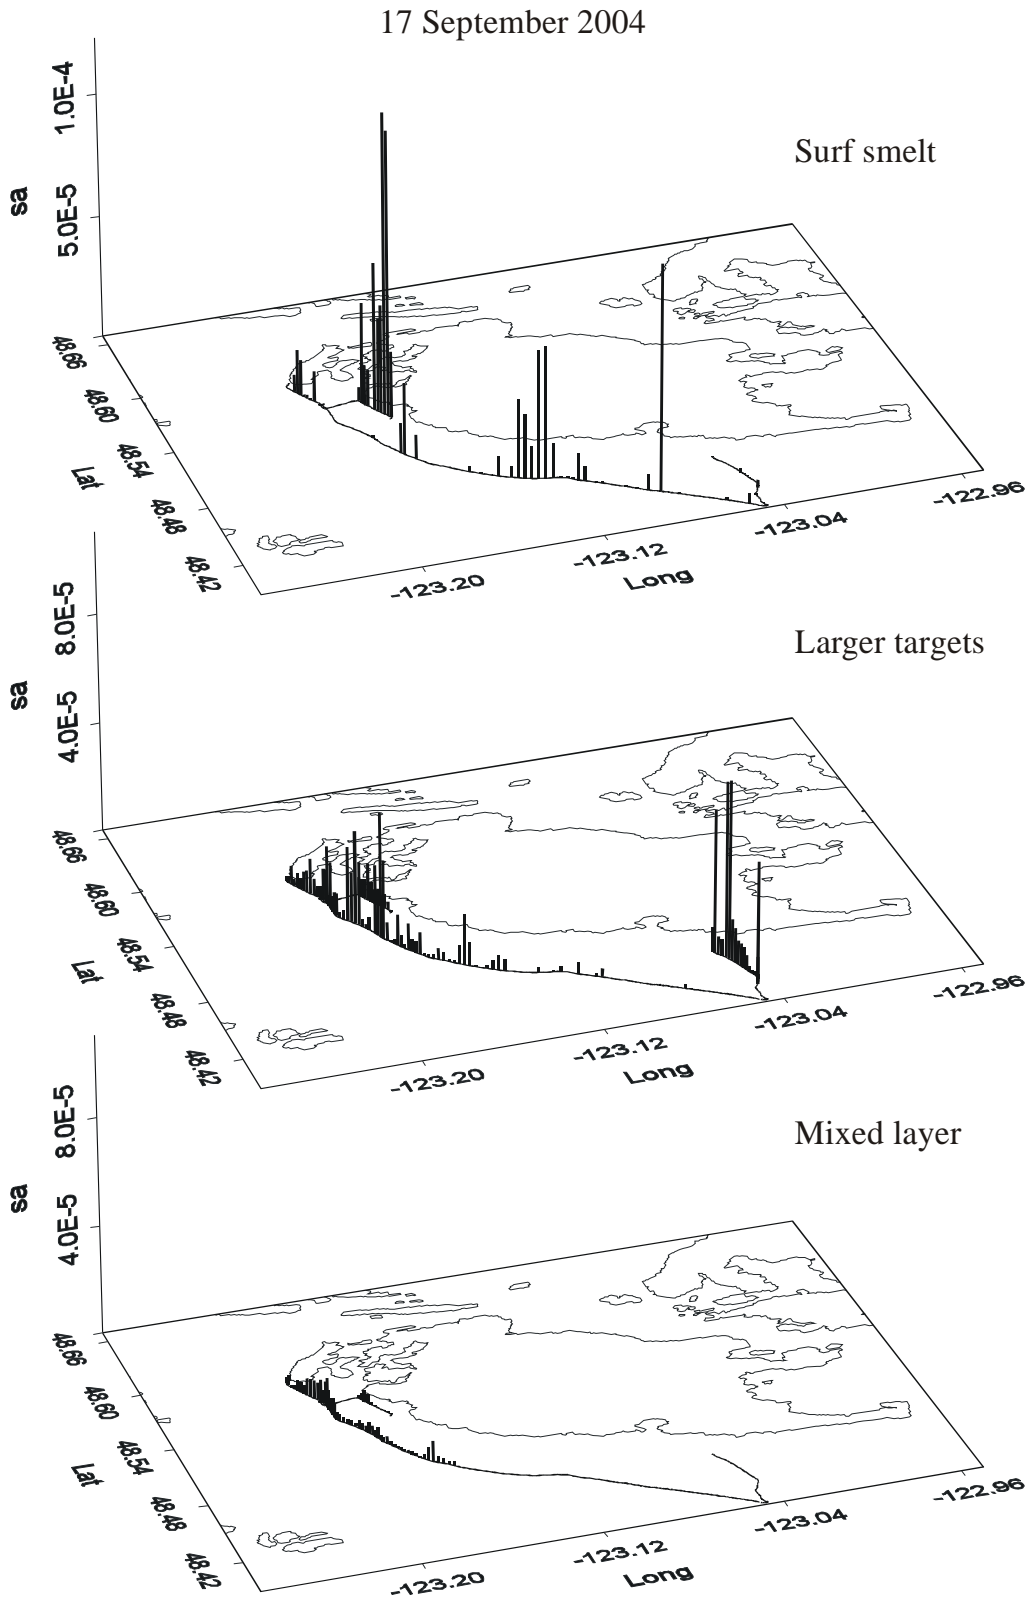 17 September 2004
1.0E-4
Surf smelt
5.0E-5
sa
48.66
48.60
48.54
Lat
48.48
48.42
-122.96
-123.04
-123.12
-123.20
Long
8.0E-5
Larger targets
4.0E-5
sa
48.66
48.60
48.54
Lat
48.48
48.42
-122.96
-123.04
-123.12
-123.20
Long
8.0E-5
Mixed layer
4.0E-5
sa
48.66
48.60
48.54
Lat
48.48
48.42
-122.96
-123.04
-123.12
-123.20
Long